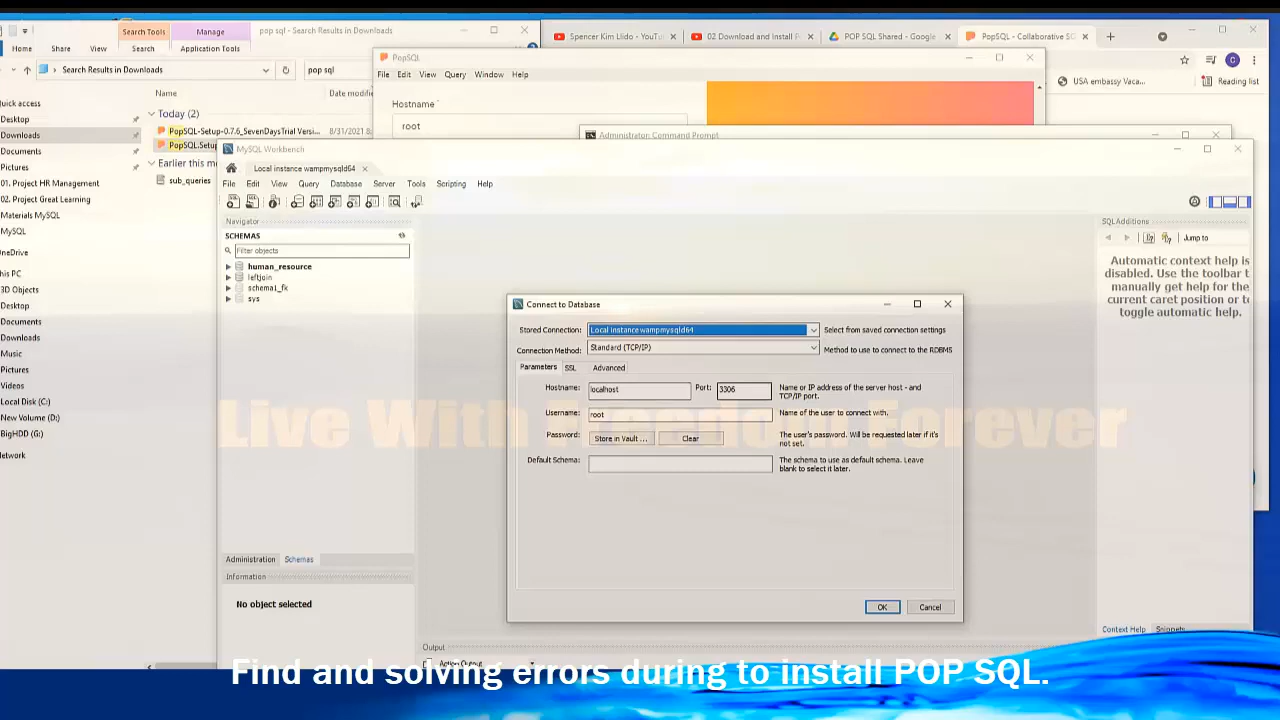 Search Tools
Manage
pop sql - Search Results in Downloads
Home
Share
View
Search
Application Tools
Search Results in Downloads
pop sql
Name
Date modified
Quick access
Desktop
Downloads
Documents
Pictures
01. Project HR Management
02. Project Great Learning
Materials MySQL
MySQL
OneDrive
This PC
3D Objects
Desktop
Documents
Downloads
Music
Pictures
Videos
Local Disk (C:)
New Volume (D:)
BigHDD (G:)
Network
Today (2)
PopSQL-Setup-0.7.6_SevenDaysTrial Versi...
8/31/2021 8:
PopSQL.Setup
Earlier this m
sub_queries
Spencer Kim Llido - YouTu
02 Download and Install P
POP SQL Shared - Google
PopSQL - Collaborative SQ
USA embassy Vaca...
Reading list
PopSQL
File Edit View Query Window Help
Hostname
root
Administrator: Command Prompt
MySQL Workbench
Local instance wampmysqld64
File Edit View Query Database Server Tools Scripting Help
Navigator
SCHEMAS
Filter objects
human_resource
leftjoin
schema1_fk
sys
Administration
Schemas
Information
No object selected
Output
Action Output
SQLAdditions
Jump to
Automatic context help is
disabled. Use the toolbar t
manually get help for the
current caret position or to
toggle automatic help.
Context Help
Snippets
Connect to Database
Stored Connection:
Local instance wampmysqld64
Select from saved connection settings
Connection Method:
Standard (TCP/IP)
Method to use to connect to the RDBMS
Parameters
SSL
Advanced
Hostname:
localhost
Port:
3306
Name or IP address of the server host - and
TCP/IP port.
Username:
root
Name of the user to connect with.
Password:
Store in Vault ...
Clear
The user's password. Will be requested later if it's
not set.
Default Schema:
The schema to use as default schema. Leave
blank to select it later.
OK
Cancel
Live With Freedom Forever
Find and solving errors during to install POP SQL.